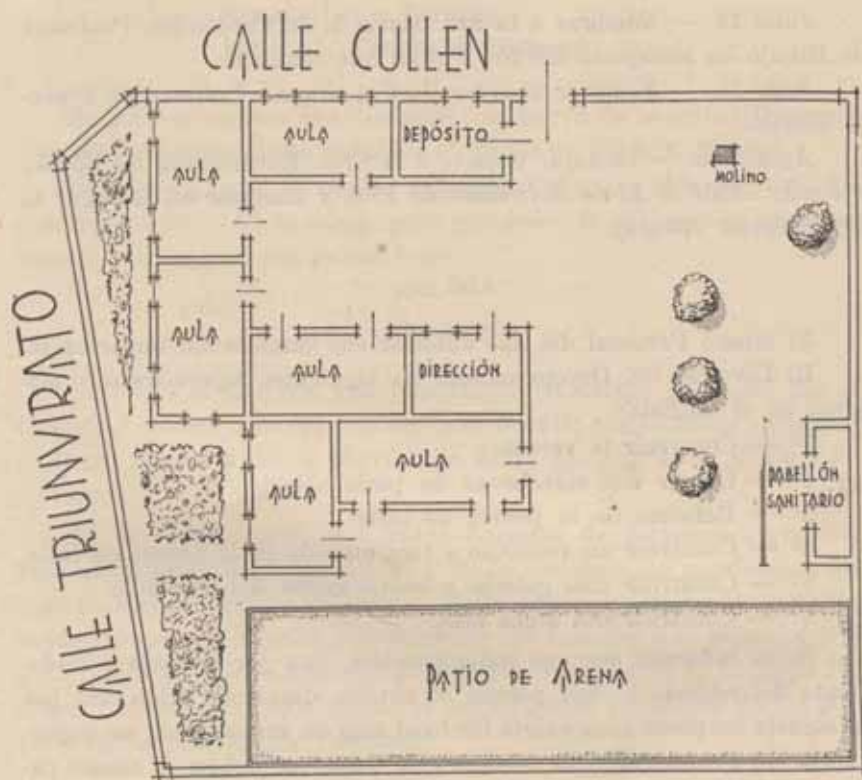 CALLE CULLEN
AULA
DEPÓSITO
AULA
MOLINO
AULA
AULA
DIRECCIÓN
CALLE TRIUNVIRATO
AULA
AULA
PABELLÓN
SANITARIO
PATIO DE ARENA